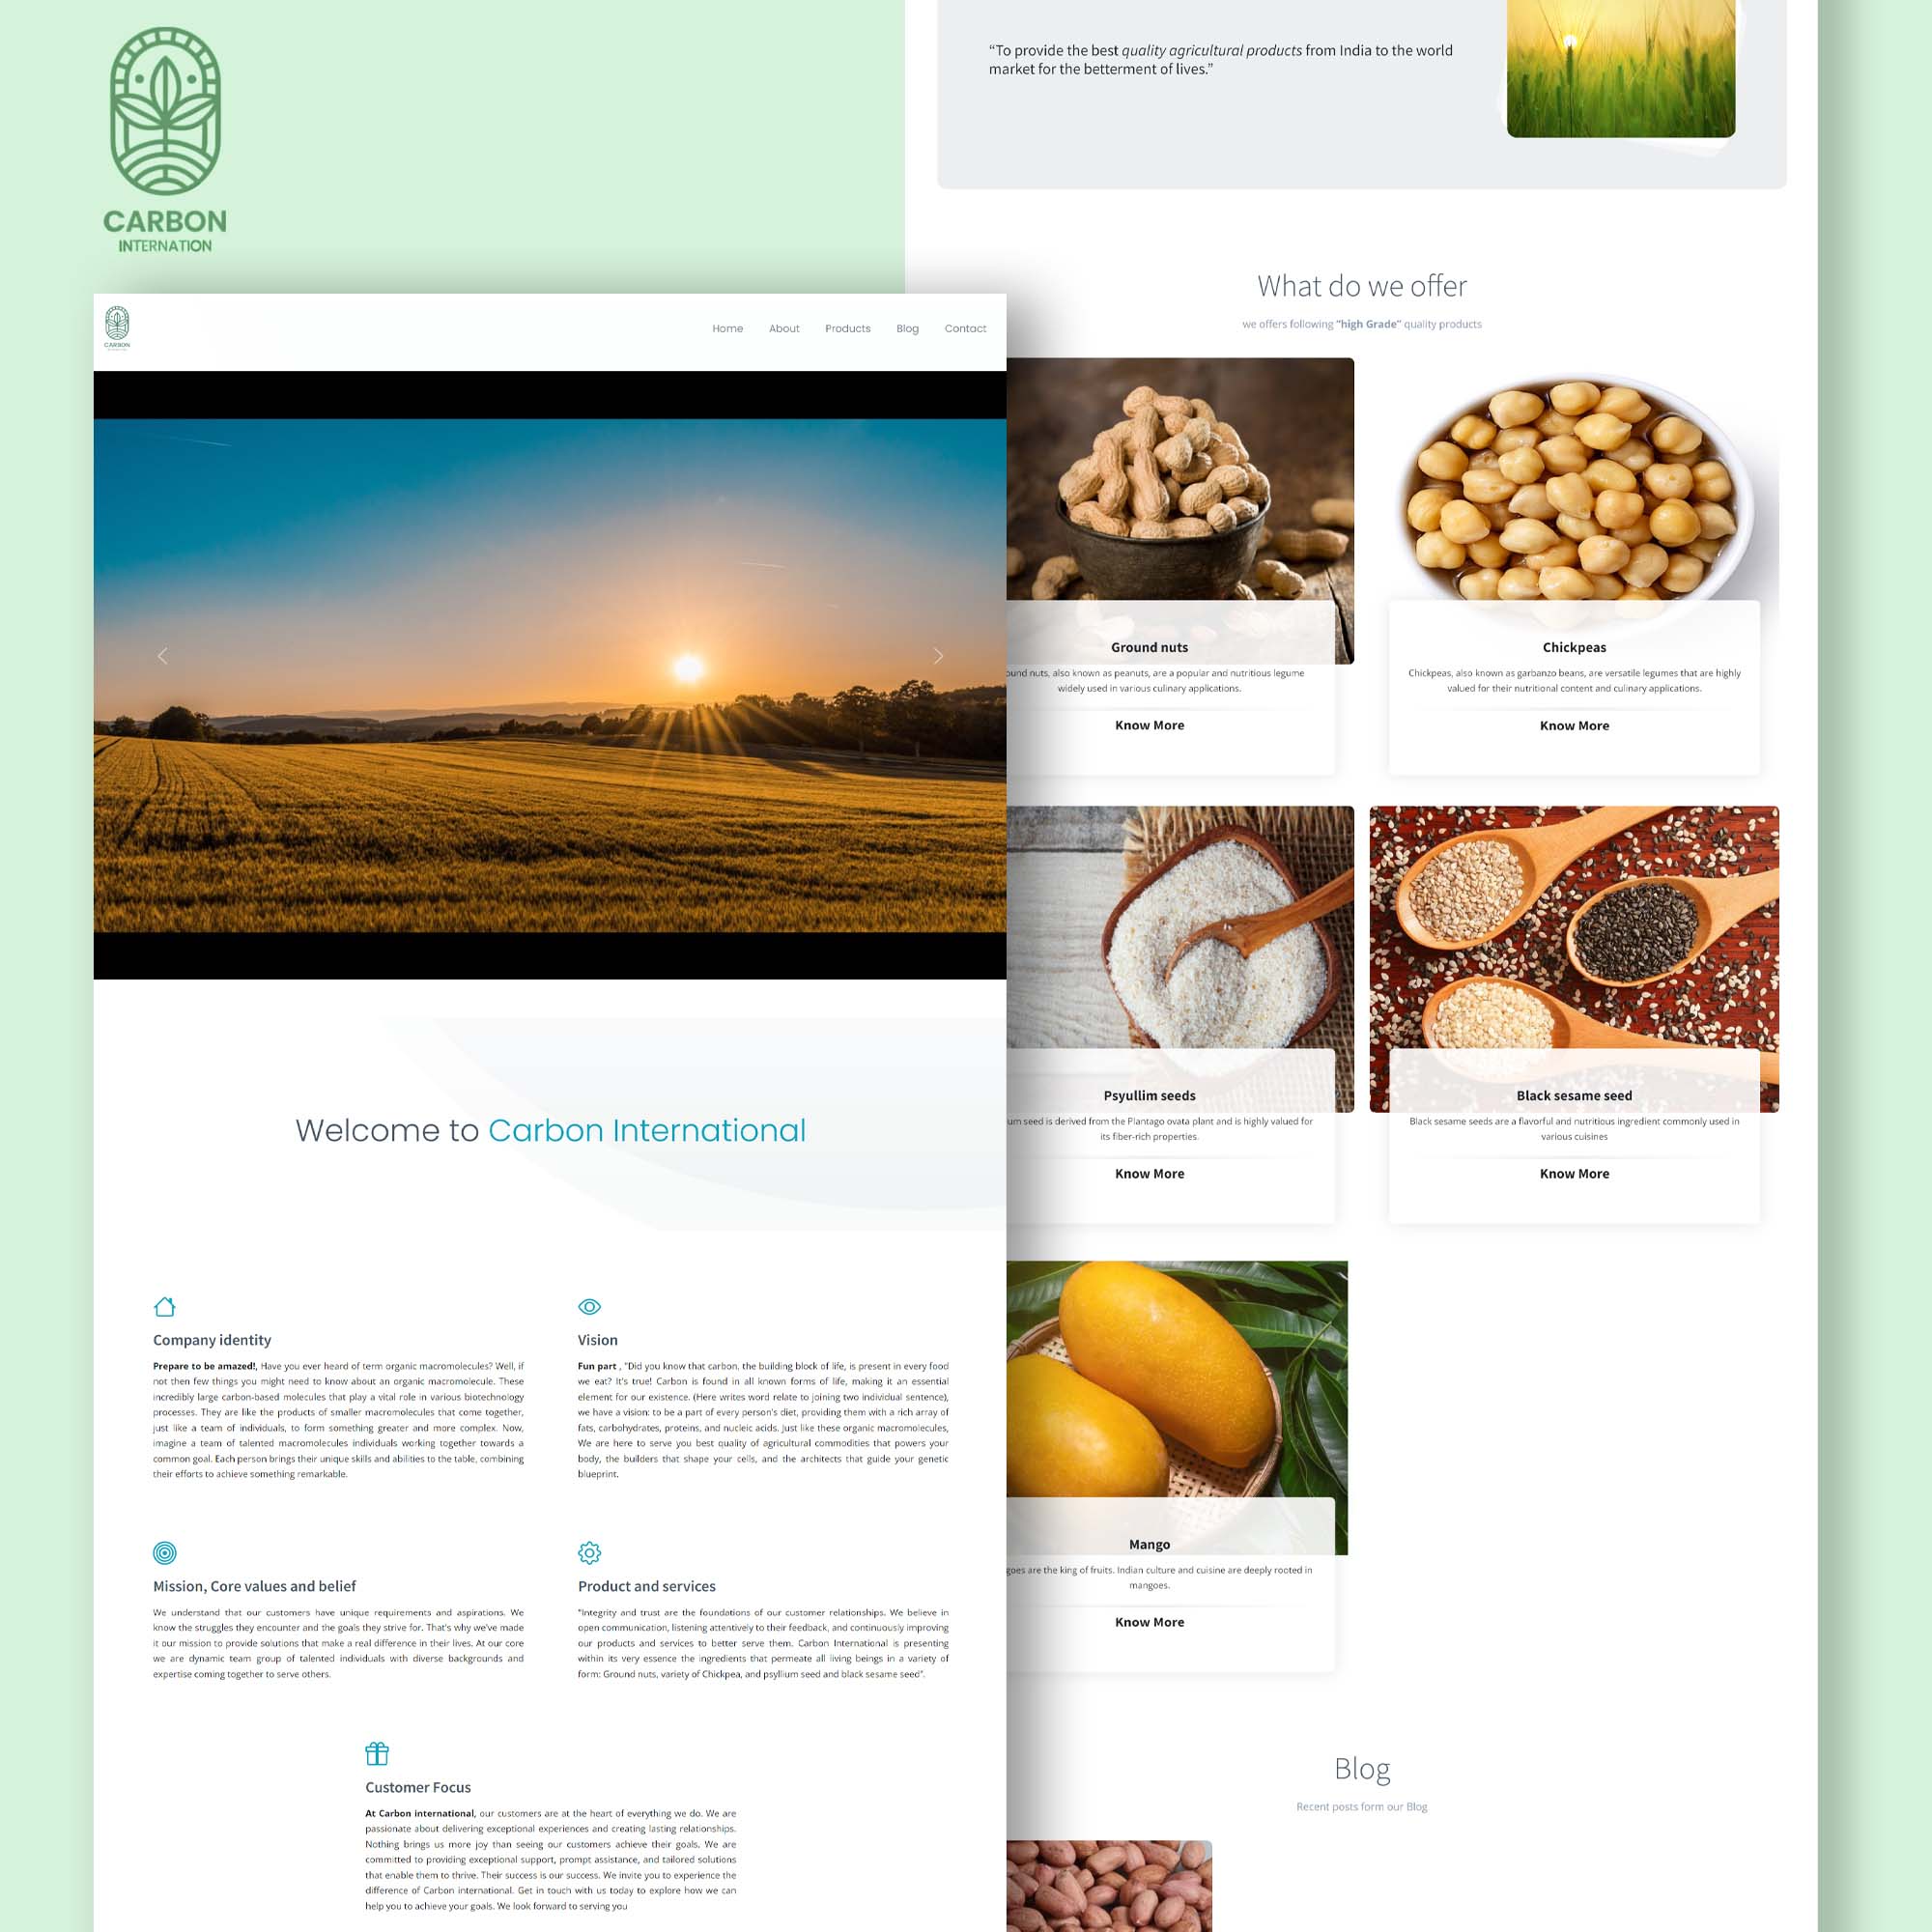 CARBON
INTERNATION
CARBON
Home About Products Blog Contact
Welcome to Carbon International
Company identity
Prepare to be amazed!, Have you ever heard of term organic macromolecules? Well, if
not then few things you might need to know about an organic macromolecule. These
incredibly large carbon-based molecules that play a vital role in various biotechnology
processes. They are like the products of smaller macromolecules that come together,
just like a team of individuals, to form something greater and more complex. Now,
imagine a team of talented macromolecules individuals working together towards a
common goal. Each person brings their unique skills and abilities to the table, combining
their efforts to achieve something remarkable.
Vision
Fun part , "Did you know that carbon, the building block of life, is present in every food
we eat? It's true! Carbon is found in all known forms of life, making it an essential
element for our existence. (Here writes word relate to joining two individual sentence),
we have a vision: to be a part of every person's diet, providing them with a rich array of
fats, carbohydrates, proteins, and nucleic acids. Just like these organic macromolecules,
We are here to serve you best quality of agricultural commodities that powers your
body, the builders that shape your cells, and the architects that guide your genetic
blueprint.
Mission, Core values and belief
We understand that our customers have unique requirements and aspirations. We
know the struggles they encounter and the goals they strive for. That's why we've made
it our mission to provide solutions that make a real difference in their lives. At our core
we are dynamic team group of talented individuals with diverse backgrounds and
expertise coming together to serve others.
Product and services
"Integrity and trust are the foundations of our customer relationships. We believe in
open communication, listening attentively to their feedback, and continuously improving
our products and services to better serve them. Carbon International is presenting
within its very essence the ingredients that permeate all living beings in a variety of
form: Ground nuts, variety of Chickpea, and psyllium seed and black sesame seed".
Customer Focus
At Carbon international, our customers are at the heart of everything we do. We are
passionate about delivering exceptional experiences and creating lasting relationships.
Nothing brings us more joy than seeing our customers achieve their goals. We are
committed to providing exceptional support, prompt assistance, and tailored solutions
that enable them to thrive. Their success is our success. We invite you to experience the
difference of Carbon international. Get in touch with us today to explore how we can
help you to achieve your goals. We look forward to serving you
“To provide the best quality agricultural products from India to the world
market for the betterment of lives.”
What do we offer
we offers following “high Grade” quality products
Ground nuts
ound nuts, also known as peanuts, are a popular and nutritious legume
widely used in various culinary applications.
Know More
Chickpeas
Chickpeas, also known as garbanzo beans, are versatile legumes that are highly
valued for their nutritional content and culinary applications.
Know More
Psyullim seeds
um seed is derived from the Plantago ovata plant and is highly valued for
its fiber-rich properties.
Know More
Black sesame seed
Black sesame seeds are a flavorful and nutritious ingredient commonly used in
various cuisines
Know More
Mango
goes are the king of fruits. Indian culture and cuisine are deeply rooted in
mangoes.
Know More
Blog
Recent posts form our Blog